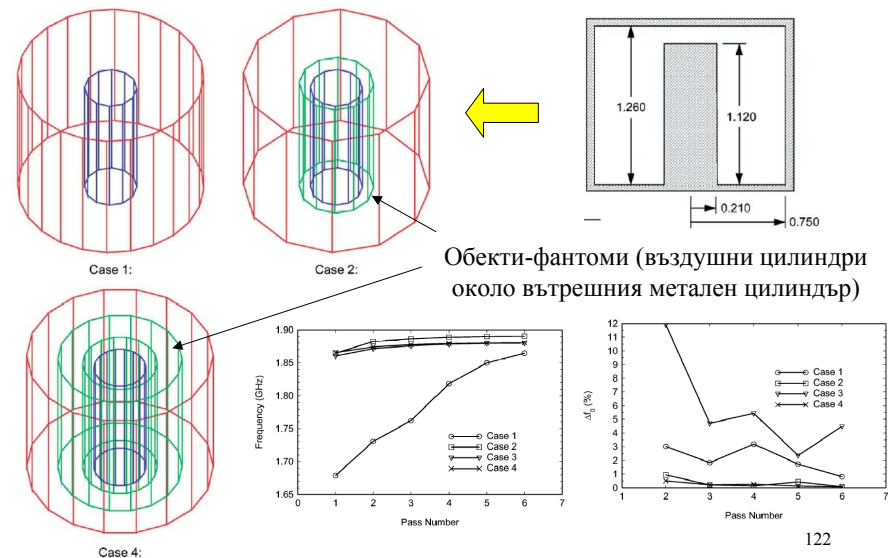 1.260
1.120
0.210
0.750
Case 1:
Case 2:
Обекти-фантоми (въздушни цилиндри
около вътрешния метален цилиндър)
Case 4:
1.90
1.85
1.80
1.75
1.70
1.65
Frequency (GHz)
Case 1
Case 2
Case 3
Case 4
0 1 2 3 4 5 6 7
Pass Number
12
11
10
9
8
7
6
5
4
3
2
1
0
Δf₀ (%)
Case 1
Case 2
Case 3
Case 4
1 2 3 4 5 6 7
Pass Number
122